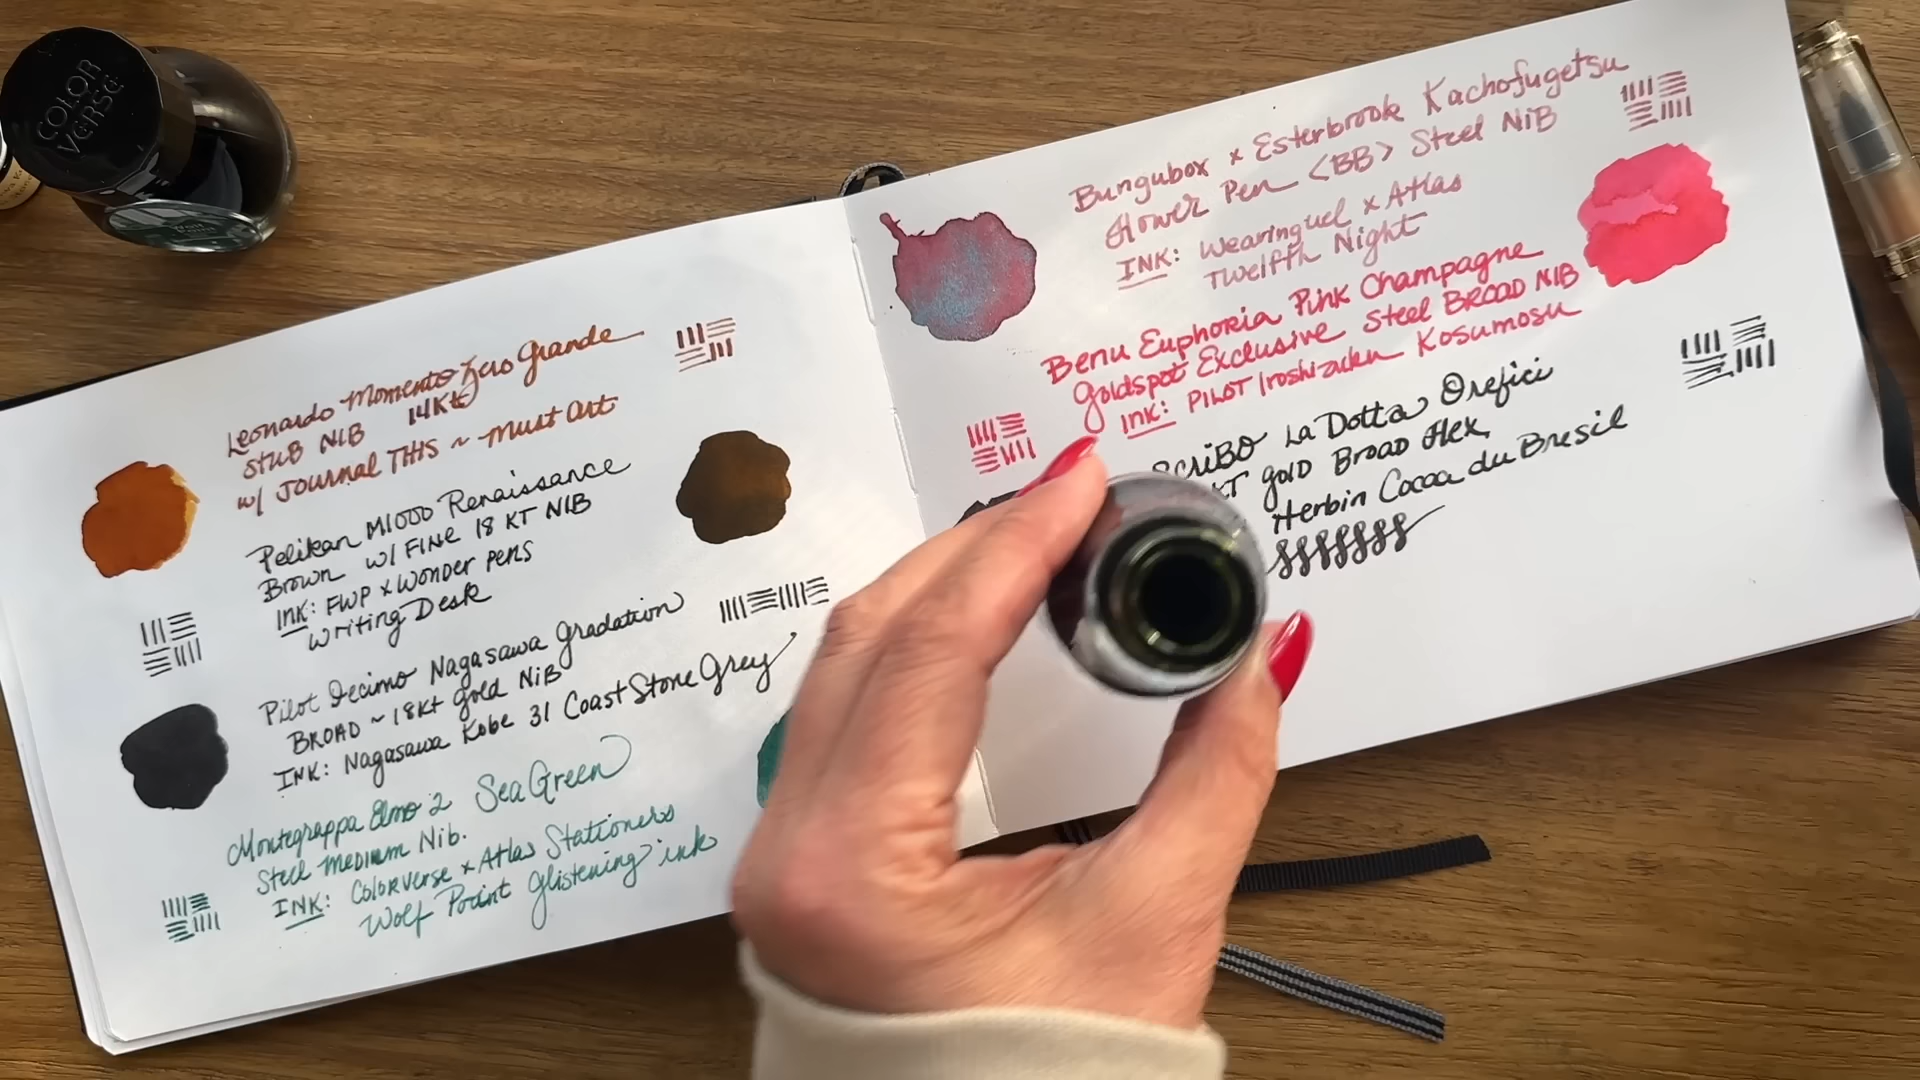 COLOR
VERSE
Leonardo Momento Zero Grande
STUB NIB 14Kt
w/ Journal THIS ~ Must Art
Pelikan M1000 Renaissance
Brown w/ FINE 18 KT NIB
INK: FWP x Wonder Pens
Writing Desk
Pilot Decimo Nagasawa Gradation
BROAD ~ 18Kt gold NiB
INK: Nagasawa Kobe 31 Coast Stone Grey
Montegrappa Elmo 2 Sea Green
Steel Medium Nib.
INK: Colorverse x Atlas Stationers
Wolf Point Glistening ink
Bungubox x Esterbrook Kachofugetsu
Flower Pen <BB> Steel NiB
INK: Wearingeul x Atlas
Twelfth Night
Benu Euphoria Pink Champagne
Goldspot Exclusive Steel BROAD NIB
INK: PILOT Iroshizuku Kosumosu
Scribo La Dotta Orefici
KT gold Broad Flex
Herbin Cocoa du Bresil